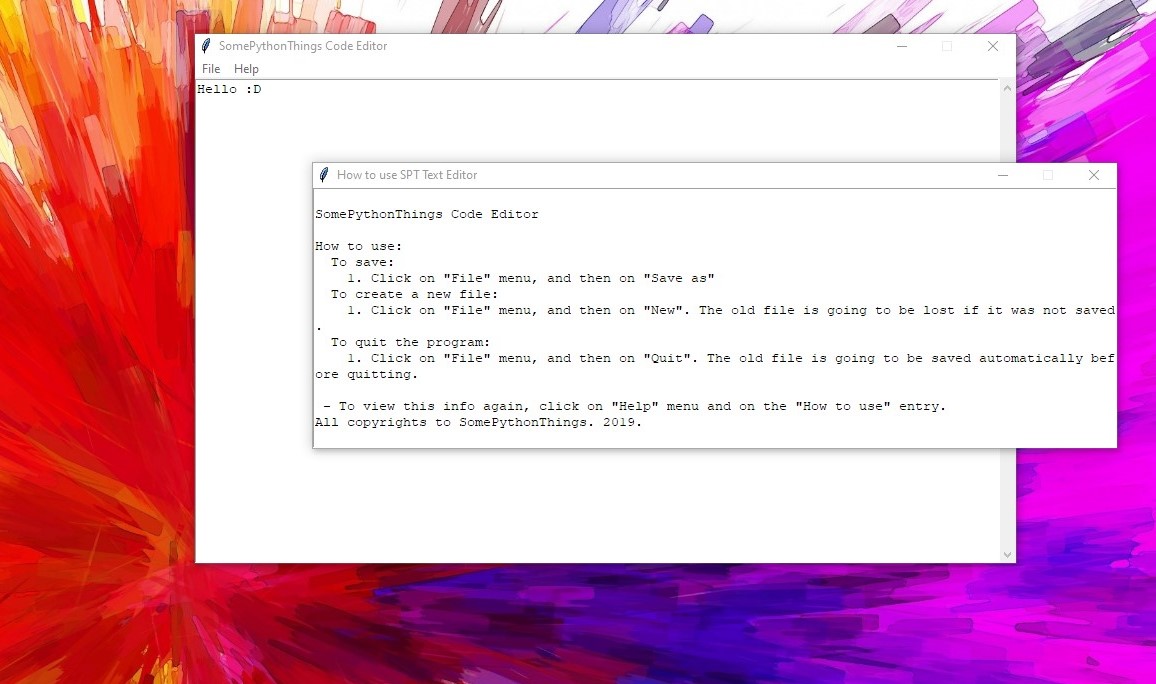 SomePythonThings Code Editor
File Help
Hello :D
How to use SPT Text Editor
SomePythonThings Code Editor
How to use:
To save:
1. Click on "File" menu, and then on "Save as"
To create a new file:
1. Click on "File" menu, and then on "New". The old file is going to be lost if it was not saved
.
To quit the program:
1. Click on "File" menu, and then on "Quit". The old file is going to be saved automatically bef
ore quitting.
- To view this info again, click on "Help" menu and on the "How to use" entry.
All copyrights to SomePythonThings. 2019.